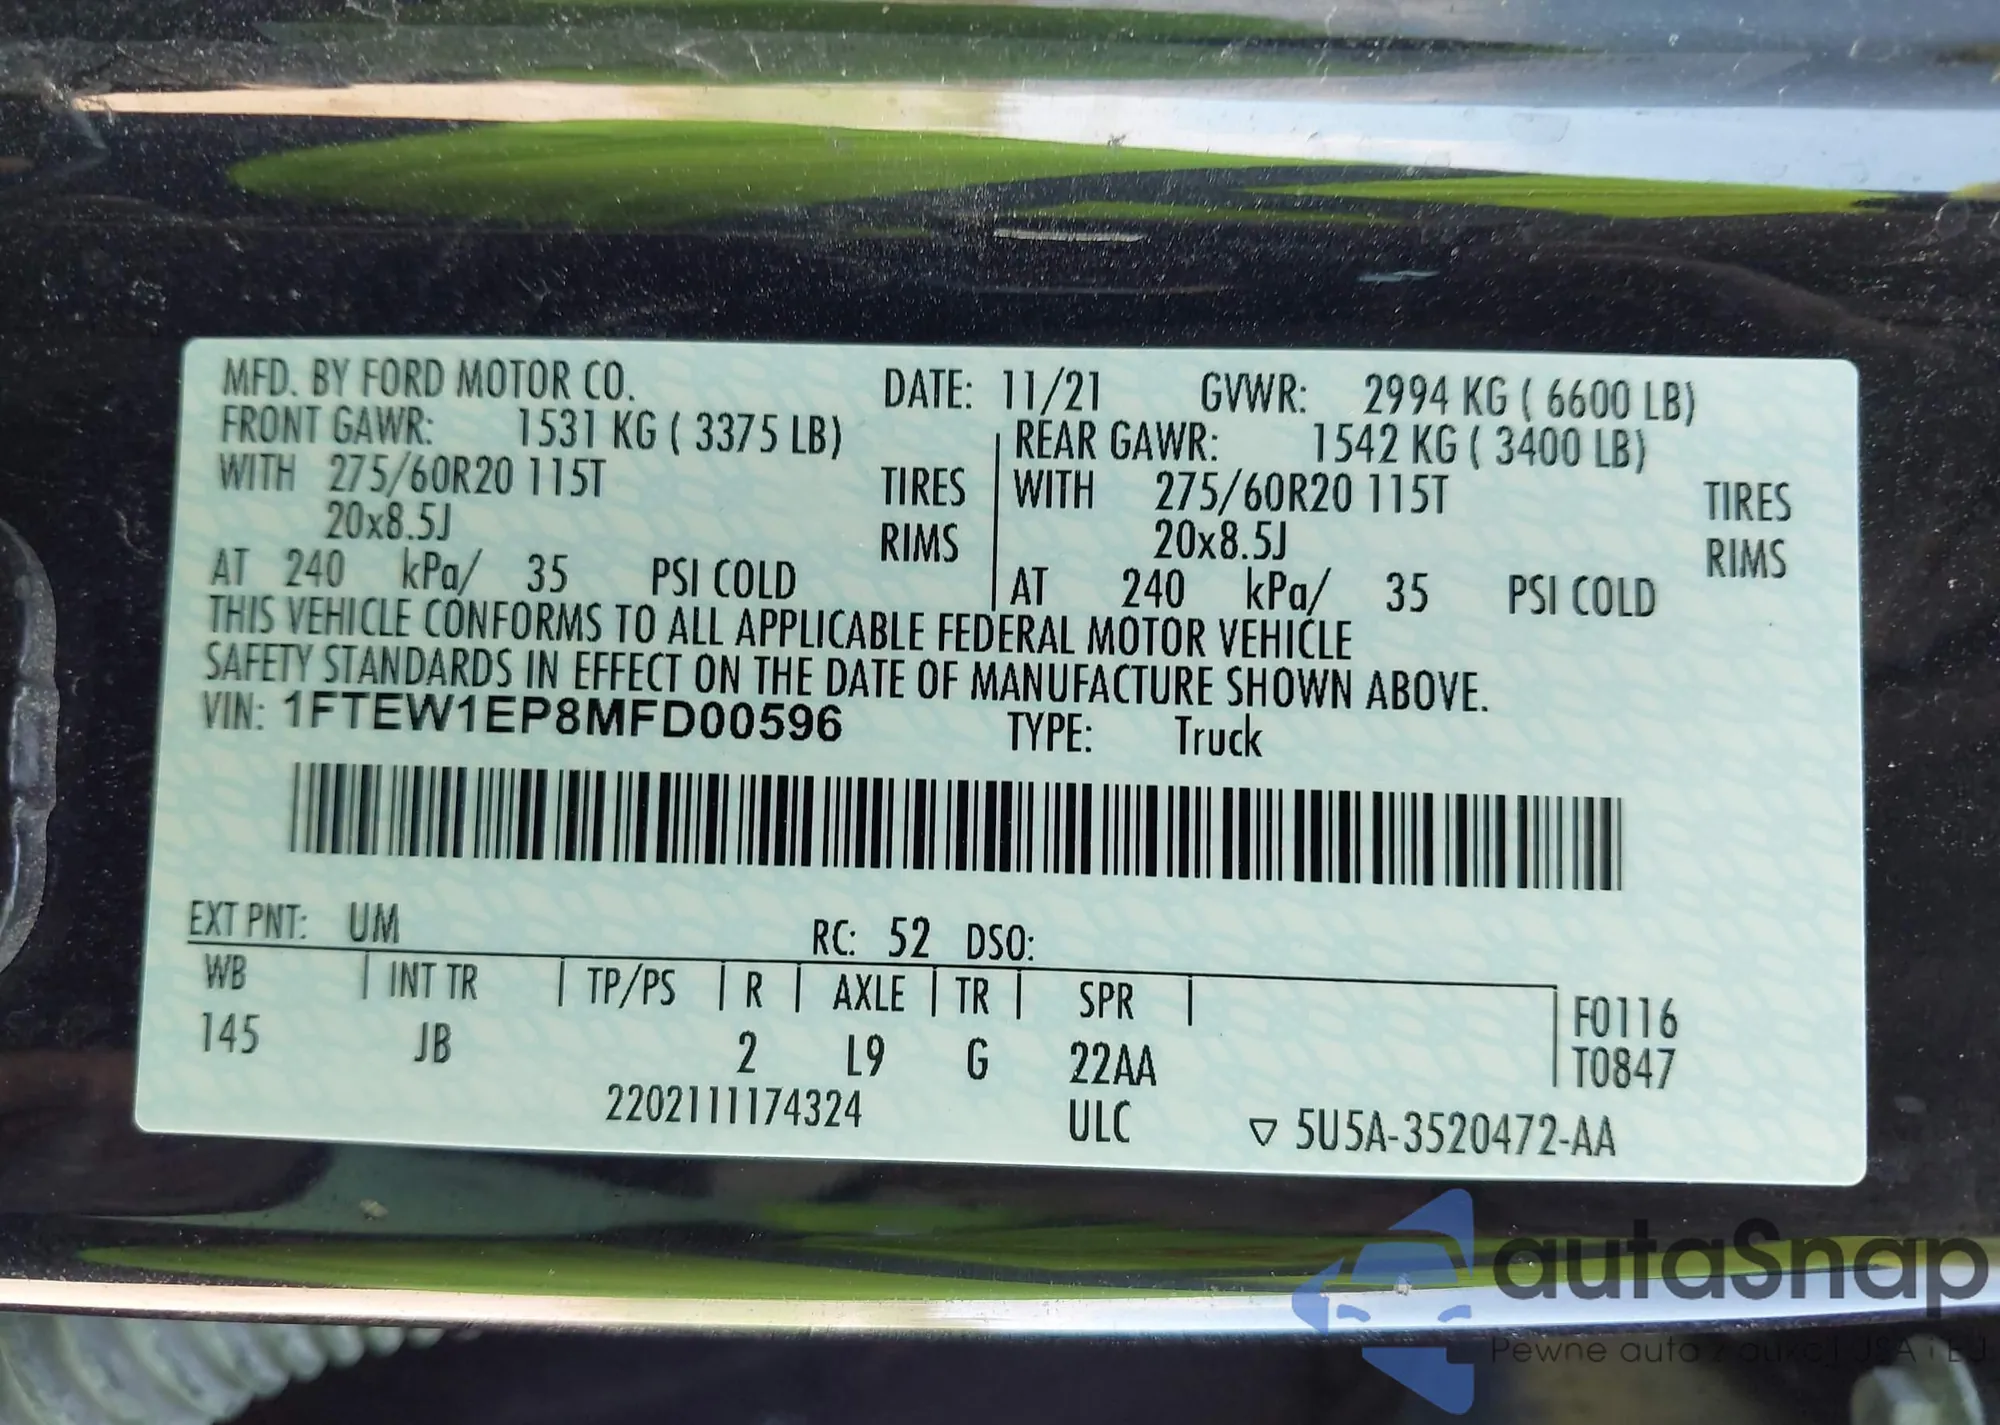 MFD. BY FORD MOTOR CO. DATE: 11/21 GVWR: 2994 KG ( 6600 LB)
FRONT GAWR: 1531 KG ( 3375 LB) REAR GAWR: 1542 KG ( 3400 LB)
WITH 275/60R20 115T TIRES WITH 275/60R20 115T TIRES
20x8.5J RIMS 20x8.5J RIMS
AT 240 kPa/ 35 PSI COLD AT 240 kPa/ 35 PSI COLD
THIS VEHICLE CONFORMS TO ALL APPLICABLE FEDERAL MOTOR VEHICLE
SAFETY STANDARDS IN EFFECT ON THE DATE OF MANUFACTURE SHOWN ABOVE.
VIN: 1FTEW1EP8MFD00596 TYPE: Truck
EXT PNT: UM RC: 52 DSO:
WB INT TR TP/PS R AXLE TR SPR F0116
145 JB 2 L9 G 22AA T0847
2202111174324 ULC ▽ 5U5A-3520472-AA
autaSnap
Pewne auta z aukcji USA i EU